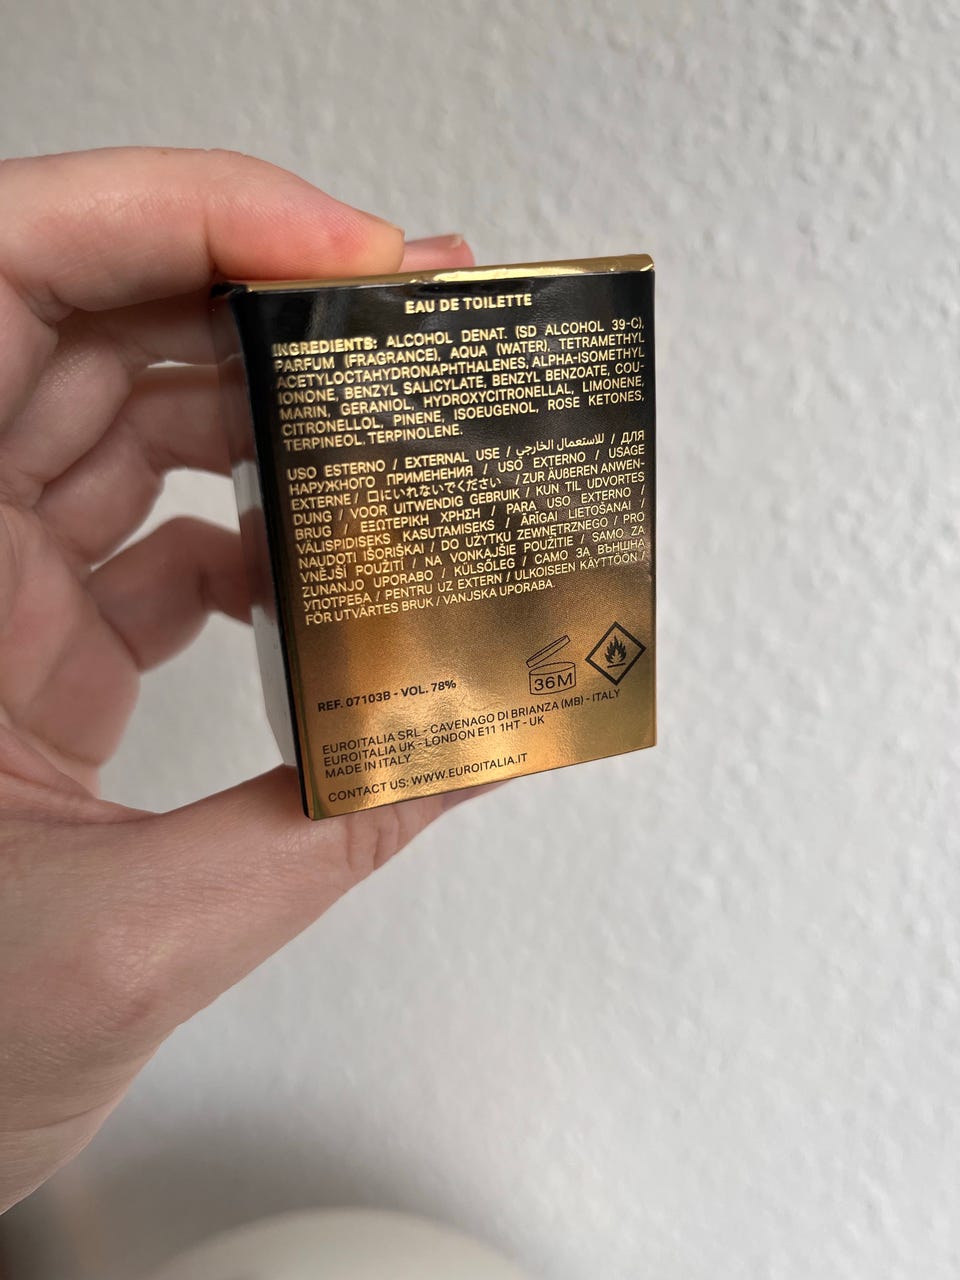 EAU DE TOILETTE
INGREDIENTS: ALCOHOL DENAT. (SD ALCOHOL 39-C),
PARFUM (FRAGRANCE), AQUA (WATER), TETRAMETHYL
ACETYLOCTAHYDRONAPHTHALENES, ALPHA-ISOMETHYL
IONONE, BENZYL SALICYLATE, BENZYL BENZOATE, COU-
MARIN, GERANIOL, HYDROXYCITRONELLAL, LIMONENE,
CITRONELLOL, PINENE, ISOEUGENOL, ROSE KETONES,
TERPINEOL, TERPINOLENE.
USO ESTERNO / EXTERNAL USE / للاستعمال الخارجي / ДЛЯ
НАРУЖНОГО ПРИМЕНЕНИЯ / USO EXTERNO / USAGE
EXTERNE / 口にいれないでください / ZUR ÄUßEREN ANWEN-
DUNG / VOOR UITWENDIG GEBRUIK / KUN TIL UDVORTES
BRUG / ΕΞΩΤΕΡΙΚΗ ΧΡΗΣΗ / PARA USO EXTERNO /
VÄLISPIDISEKS KASUTAMISEKS / ĀRĪGAI LIETOŠANAI /
NAUDOTI IŠORIŠKAI / DO UŻYTKU ZEWNĘTRZNEGO / PRO
VNĚJŠÍ POUŽITÍ / NA VONKAJŠIE POUŽITIE / SAMO ZA
ZUNANJO UPORABO / KÜLSŐLEG / САМО ЗА ВЪНШНА
УПОТРЕБА / PENTRU UZ EXTERN / ULKOISEEN KÄYTTÖÖN /
FÖR UTVÄRTES BRUK / VANJSKA UPORABA.
36M
REF. 07103B - VOL. 78%
EUROITALIA SRL - CAVENAGO DI BRIANZA (MB) - ITALY
EUROITALIA UK - LONDON E11 1HT - UK
MADE IN ITALY
CONTACT US: WWW.EUROITALIA.IT